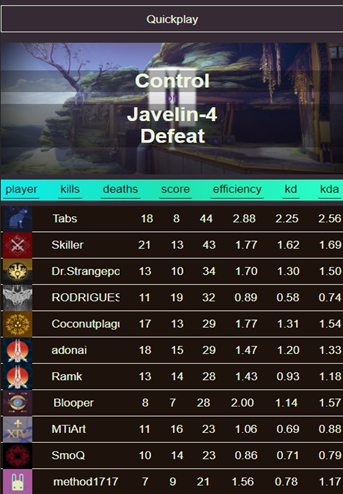 Quickplay
Control
Javelin-4
Defeat
player kills deaths score efficiency kd kda
Tabs 18 8 44 2.88 2.25 2.56
Skiller 21 13 43 1.77 1.62 1.69
Dr.Strangepo 13 10 34 1.70 1.30 1.50
RODRIGUES 11 19 32 0.89 0.58 0.74
Coconutplagu 17 13 29 1.77 1.31 1.54
adonai 18 15 29 1.47 1.20 1.33
Ramk 13 14 28 1.43 0.93 1.18
Blooper 8 7 28 2.00 1.14 1.57
MTiArt 11 16 23 1.06 0.69 0.88
SmoQ 10 14 23 0.86 0.71 0.79
method1717 7 9 21 1.56 0.78 1.17